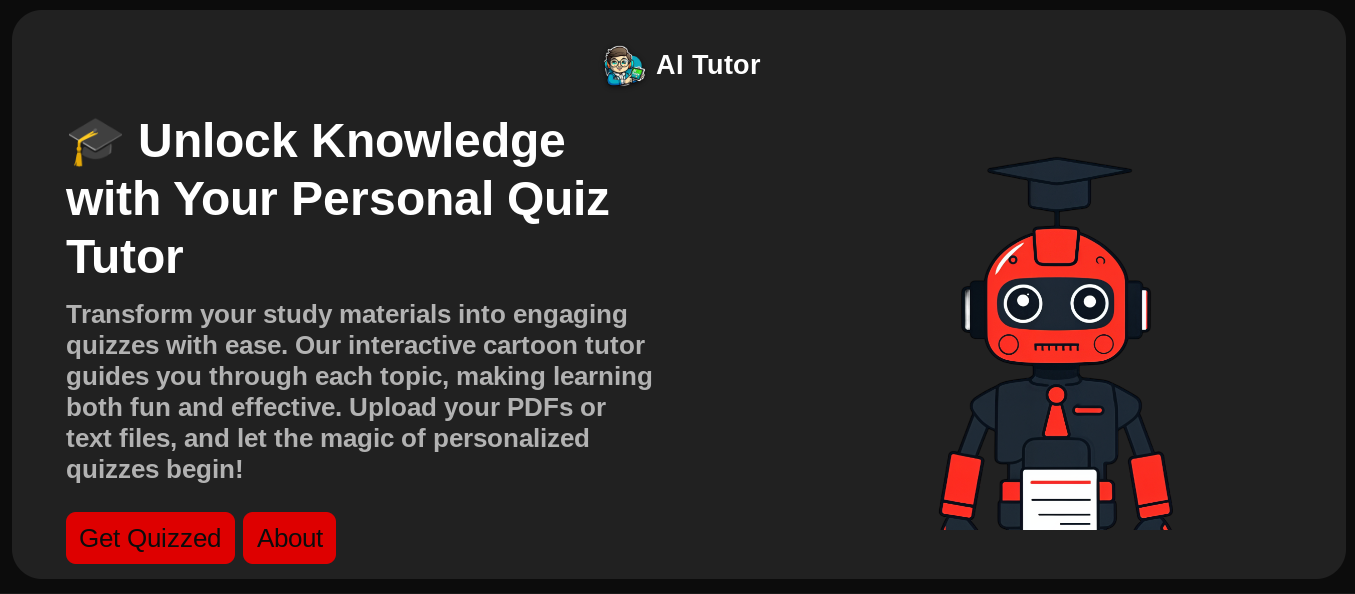 AI Tutor
🎓 Unlock Knowledge
with Your Personal Quiz
Tutor
Transform your study materials into engaging
quizzes with ease. Our interactive cartoon tutor
guides you through each topic, making learning
both fun and effective. Upload your PDFs or
text files, and let the magic of personalized
quizzes begin!
Get Quizzed About